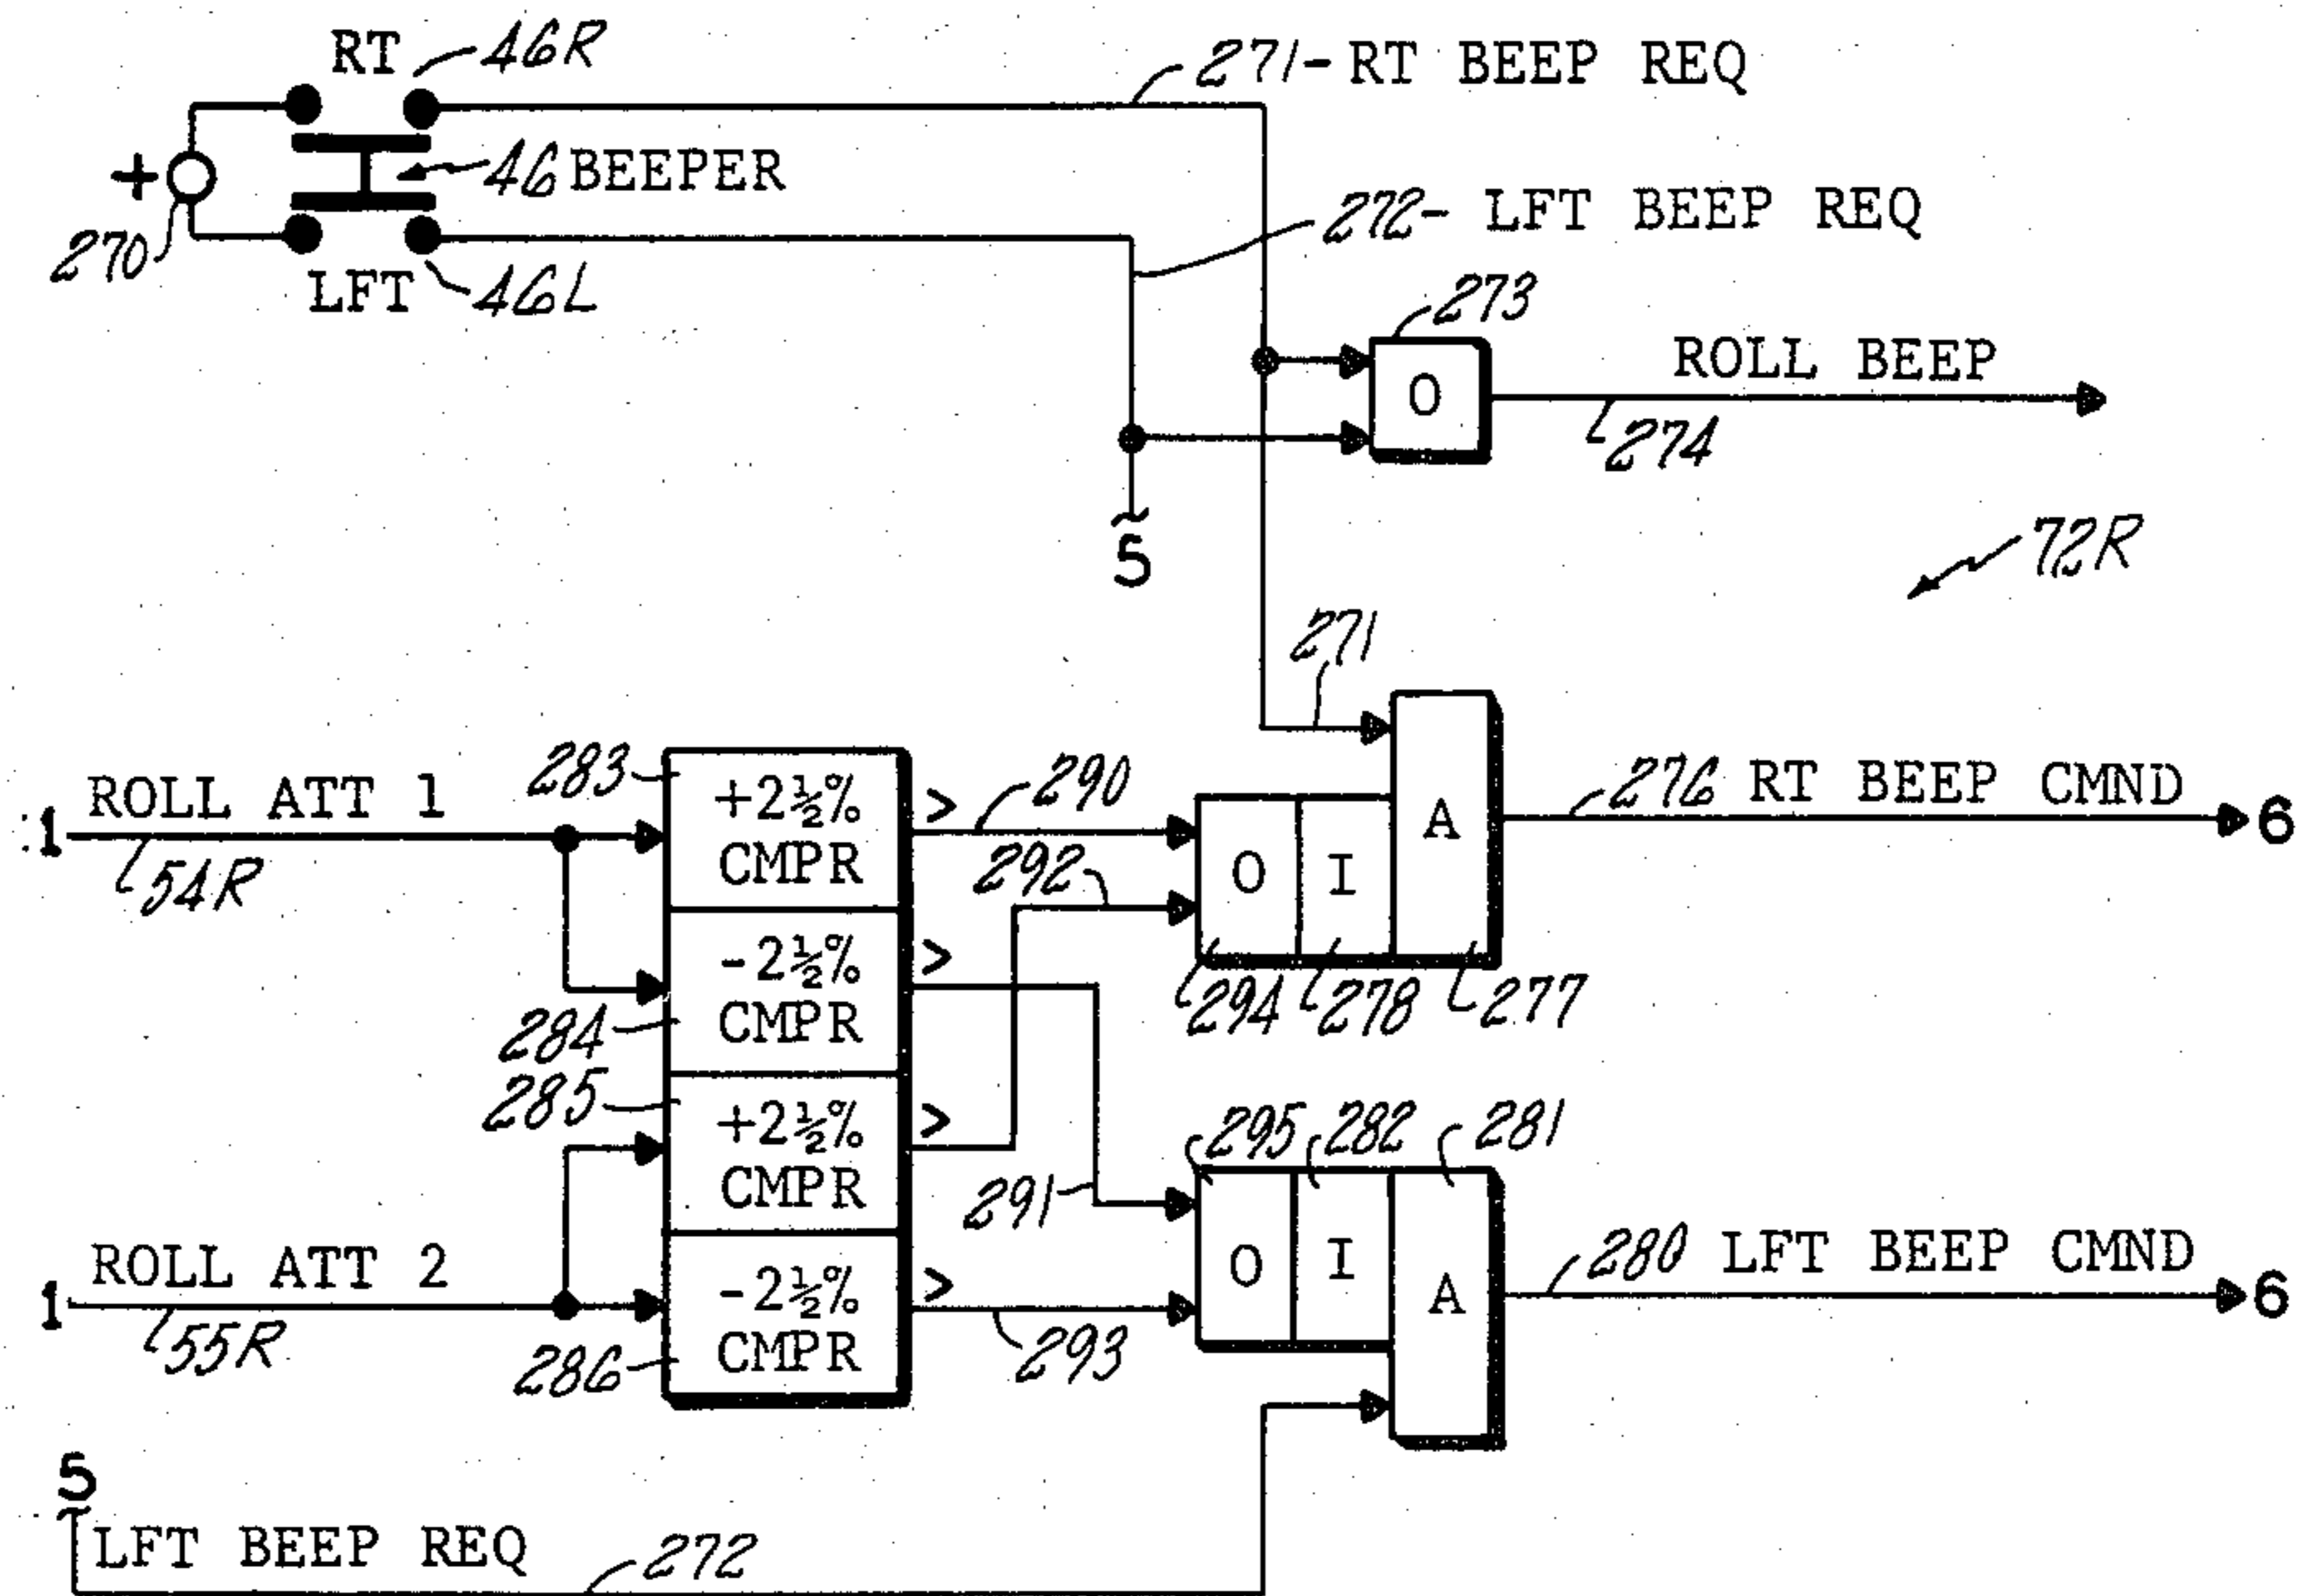 RT 46R
271- RT BEEP REQ
+
46 BEEPER
270
272- LFT BEEP REQ
LFT 46L
273
O
ROLL BEEP
274
5
72R
271
283
+2½%
CMPR
>
290
ROLL ATT 1
1
54R
292
O I A
276 RT BEEP CMND
6
-2½%
CMPR
>
284
294 278 277
285
+2½%
CMPR
>
291
295 282 281
ROLL ATT 2
1
55R
-2½%
CMPR
>
286
293
O I A
280 LFT BEEP CMND
6
5
LFT BEEP REQ 272